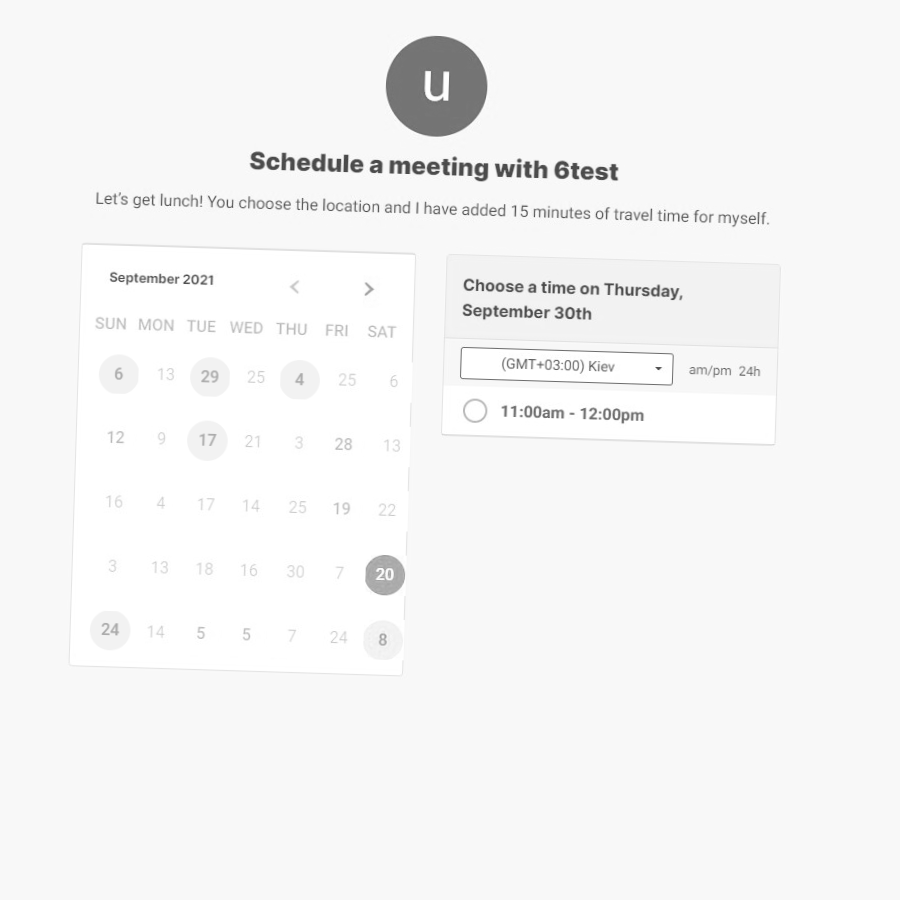 u
Schedule a meeting with 6test
Let's get lunch! You choose the location and I have added 15 minutes of travel time for myself.
September 2021 < >
SUN MON TUE WED THU FRI SAT
6 13 29 25 4 25 6
12 9 17 21 3 28 13
16 4 17 14 25 19 22
3 13 18 16 30 7 20
24 14 5 5 7 24 8
Choose a time on Thursday,
September 30th
(GMT+03:00) Kiev am/pm 24h
11:00am - 12:00pm